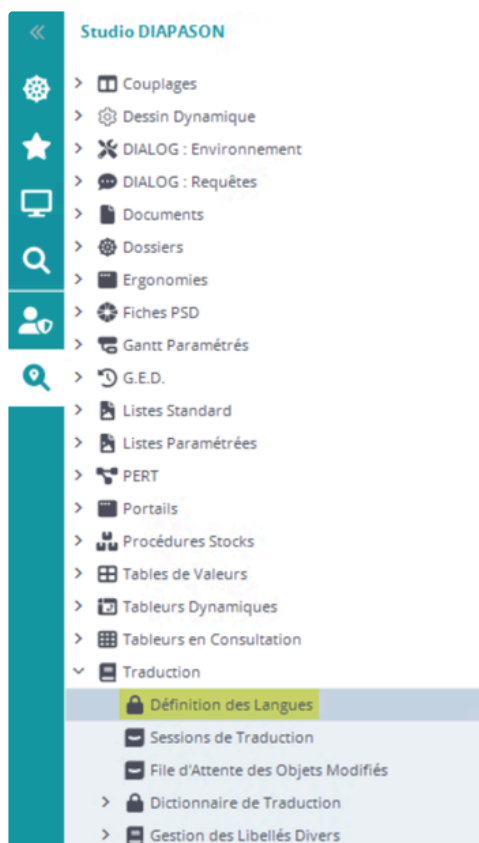 Studio DIAPASON
Couplages
Dessin Dynamique
DIALOG : Environnement
DIALOG : Requêtes
Documents
Dossiers
Ergonomies
Fiches PSD
Gantt Paramétrés
G.E.D.
Listes Standard
Listes Paramétrées
PERT
Portails
Procédures Stocks
Tables de Valeurs
Tableurs Dynamiques
Tableurs en Consultation
Traduction
Définition des Langues
Sessions de Traduction
File d'Attente des Objets Modifiés
Dictionnaire de Traduction
Gestion des Libellés Divers